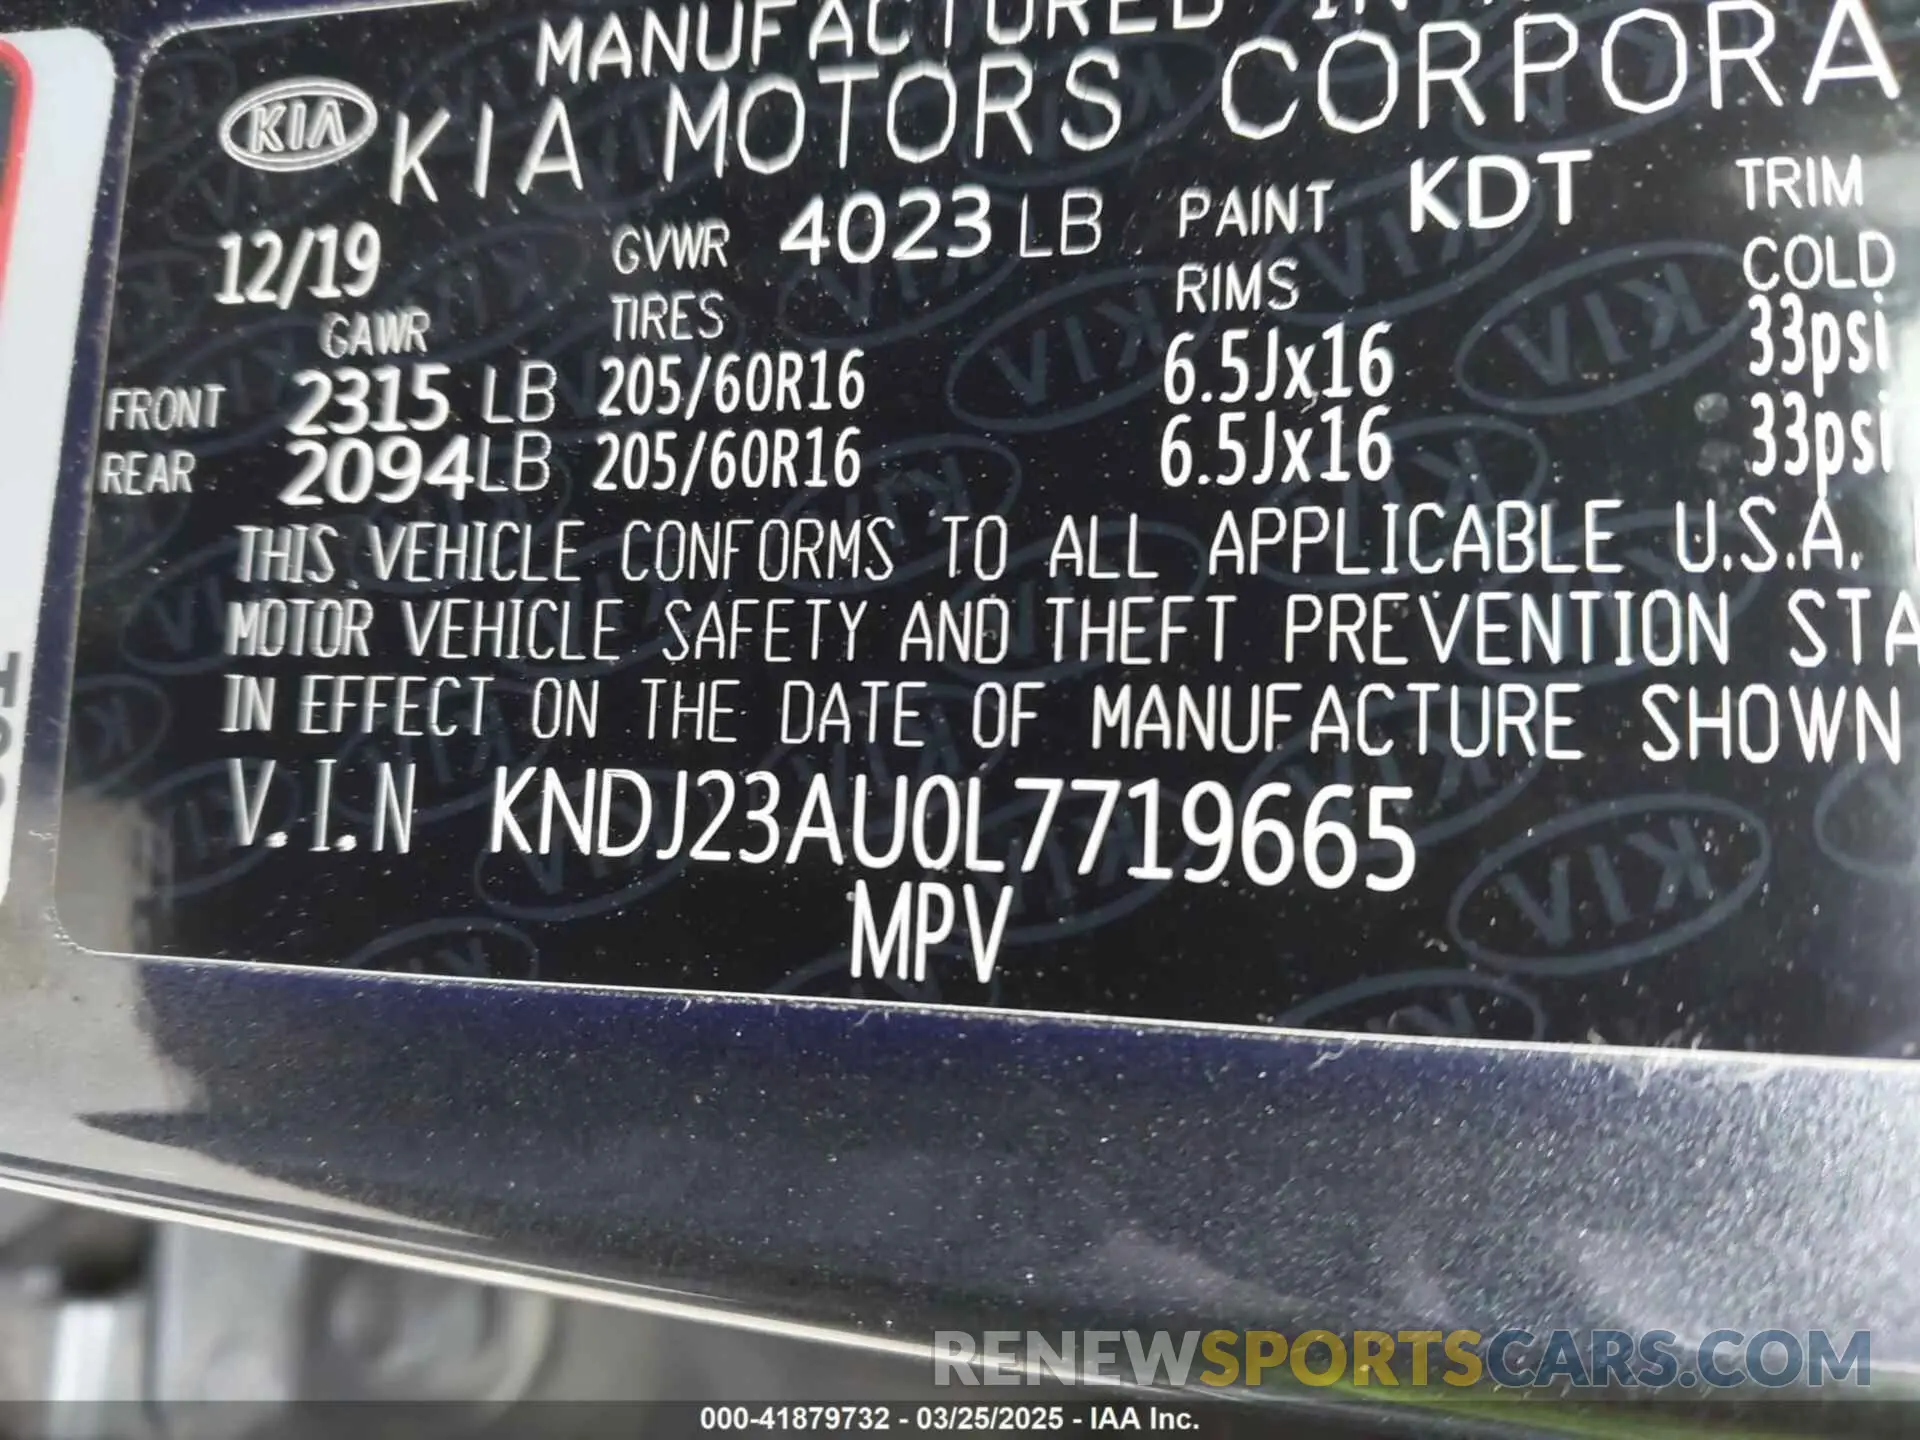 MANUFACTURED IN
KIA KIA MOTORS CORPORA
12/19 GVWR 4023 LB PAINT KDT TRIM
GAWR TIRES RIMS COLD
FRONT 2315 LB 205/60R16 6.5Jx16 33psi
REAR 2094 LB 205/60R16 6.5Jx16 33psi
THIS VEHICLE CONFORMS TO ALL APPLICABLE U.S.A.
MOTOR VEHICLE SAFETY AND THEFT PREVENTION STA
IN EFFECT ON THE DATE OF MANUFACTURE SHOWN
V.I.N KNDJ23AU0L7719665
MPV
RENEWSPORTSCARS.COM
000-41879732 - 03/25/2025 - IAA Inc.